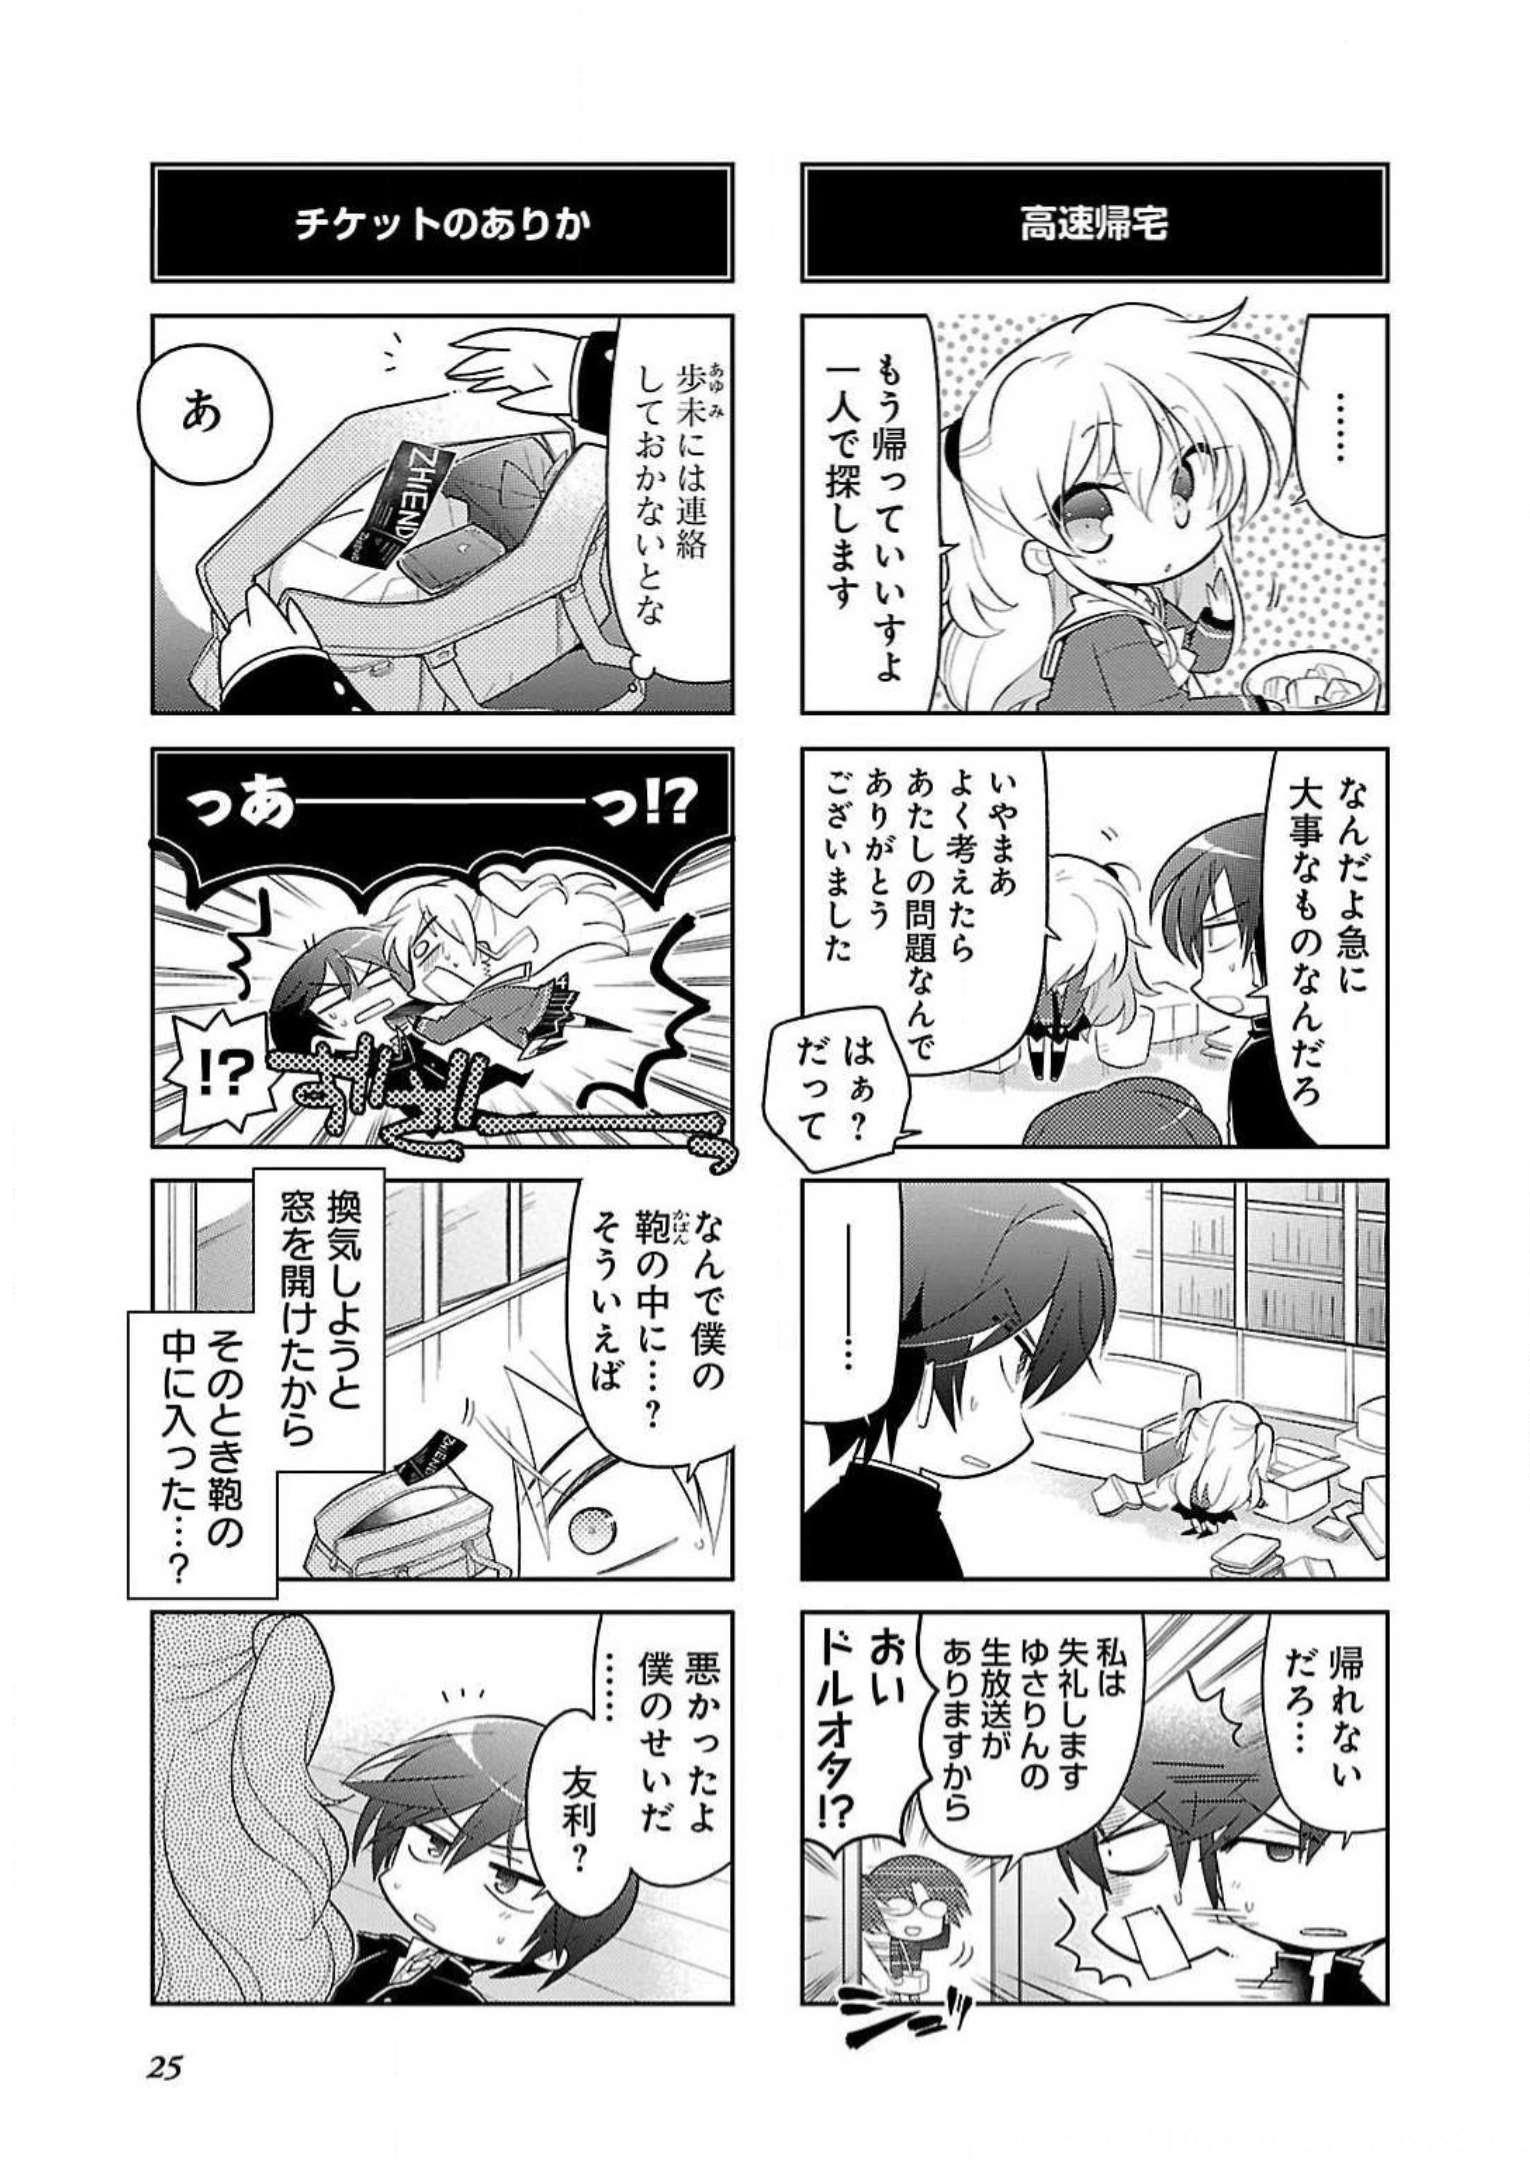 高速帰宅
……
もう帰っていいすよ
一人で探します
なんだよ急に
大事なものなんだろ
いやまあ
よく考えたら
あたしの問題なんで
ありがとう
ございました
はぁ?
だって
――…
帰れない
だろ…
私は
失礼します
ゆさりんの
生放送が
ありますから
おい
ドルオタ!?
チケットのありか
歩未には連絡
あゆみ
しておかないとな
あ
ZHIEND
っあ――――っ!?
!?
なんで僕の
鞄の中に…?
かばん
そういえば
換気しようと
窓を開けたから
ZHIEND
そのとき鞄の
中に入った…?
悪かったよ
僕のせいだ
……
友利?
25